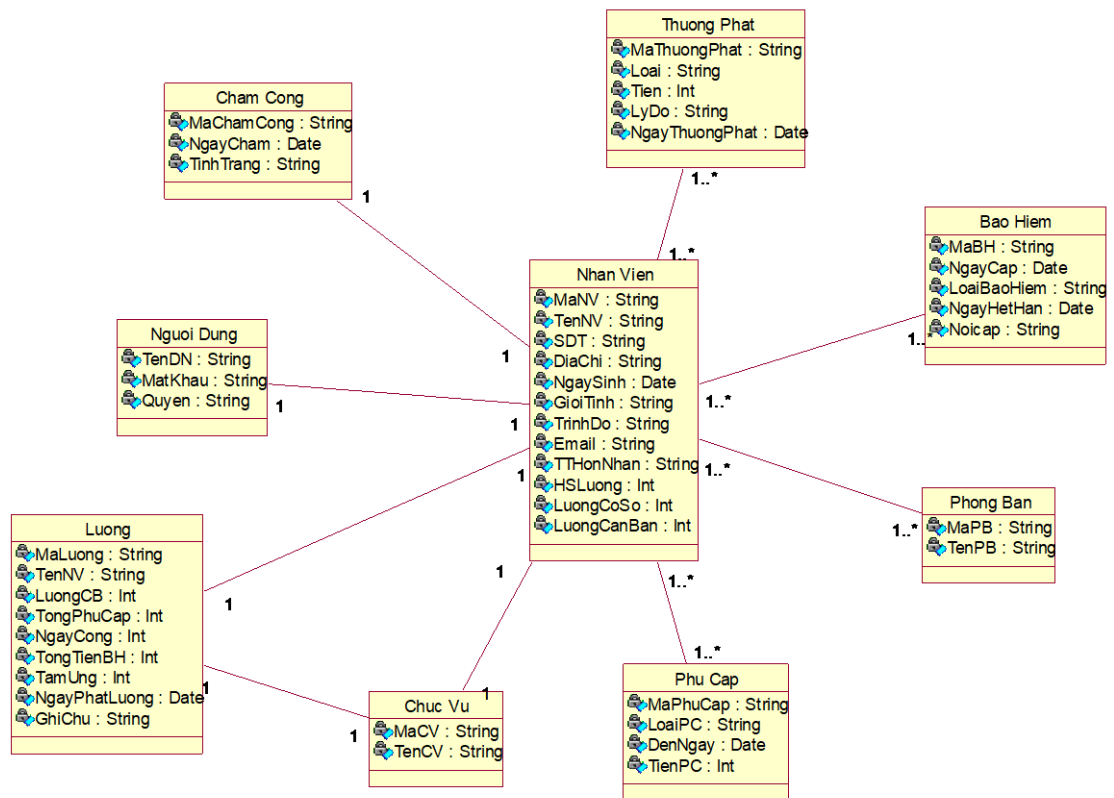 Thuong Phat
MaThuongPhat : String
Loai : String
Tien : Int
LyDo : String
NgayThuongPhat : Date
1..*
Cham Cong
MaChamCong : String
NgayCham : Date
TinhTrang : String
1
Bao Hiem
MaBH : String
NgayCap : Date
LoaiBaoHiem : String
NgayHetHan : Date
Noicap : String
1..*
1..*
Nhan Vien
MaNV : String
TenNV : String
SDT : String
DiaChi : String
NgaySinh : Date
GioiTinh : String
TrinhDo : String
Email : String
TTHonNhan : String
HSLuong : Int
LuongCoSo : Int
LuongCanBan : Int
1
1
1
1
1..*
1..*
1..*
Nguoi Dung
TenDN : String
MatKhau : String
Quyen : String
1
Phong Ban
MaPB : String
TenPB : String
1..*
Luong
MaLuong : String
TenNV : String
LuongCB : Int
TongPhuCap : Int
NgayCong : Int
TongTienBH : Int
TamUng : Int
NgayPhatLuong : Date
GhiChu : String
1
1
Chuc Vu
MaCV : String
TenCV : String
1
1
1..*
Phu Cap
MaPhuCap : String
LoaiPC : String
DenNgay : Date
TienPC : Int